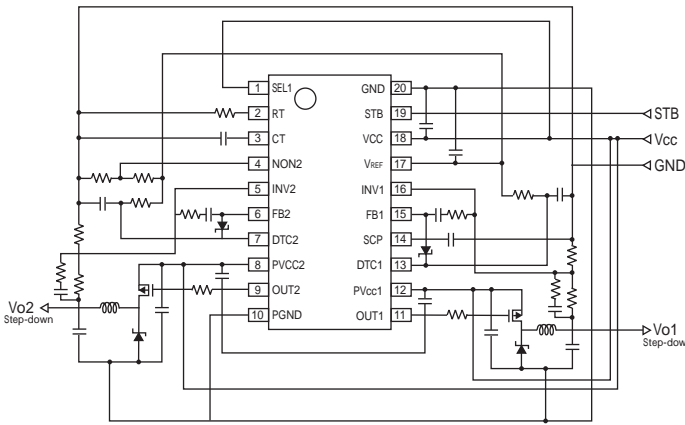 1 SEL1
2 RT
3 CT
4 NON2
5 INV2
6 FB2
7 DTC2
8 PVCC2
9 OUT2
10 PGND
GND 20
STB 19
VCC 18
VREF 17
INV1 16
FB1 15
SCP 14
DTC1 13
PVcc1 12
OUT1 11
STB
Vcc
GND
Vo2
Step-down
Vo1
Step-dow